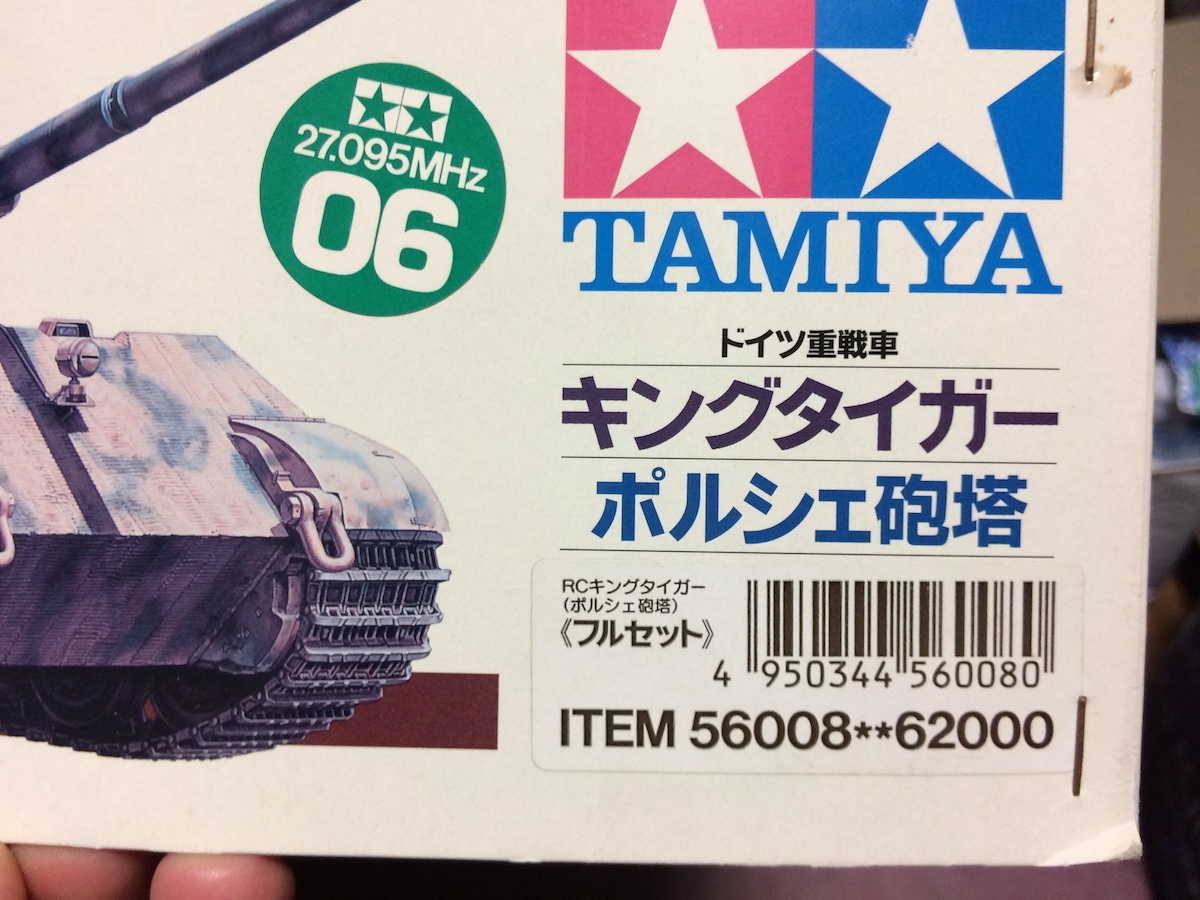 27.095MHz
06
TAMIYA
ドイツ重戦車
キングタイガー
ポルシェ砲塔
RCキングタイガー
(ポルシェ砲塔)
《フルセット》
4 950344 560080
ITEM 56008**62000